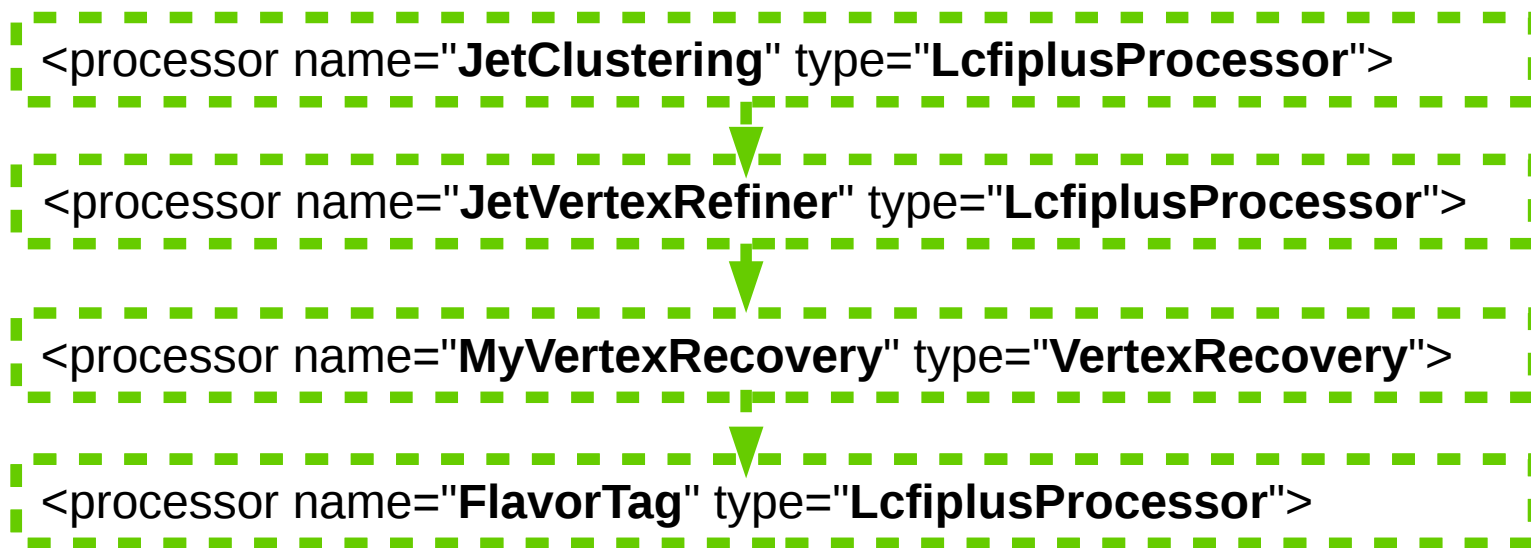 <processor name="JetClustering" type="LcfiplusProcessor">
<processor name="JetVertexRefiner" type="LcfiplusProcessor">
<processor name="MyVertexRecovery" type="VertexRecovery">
<processor name="FlavorTag" type="LcfiplusProcessor">